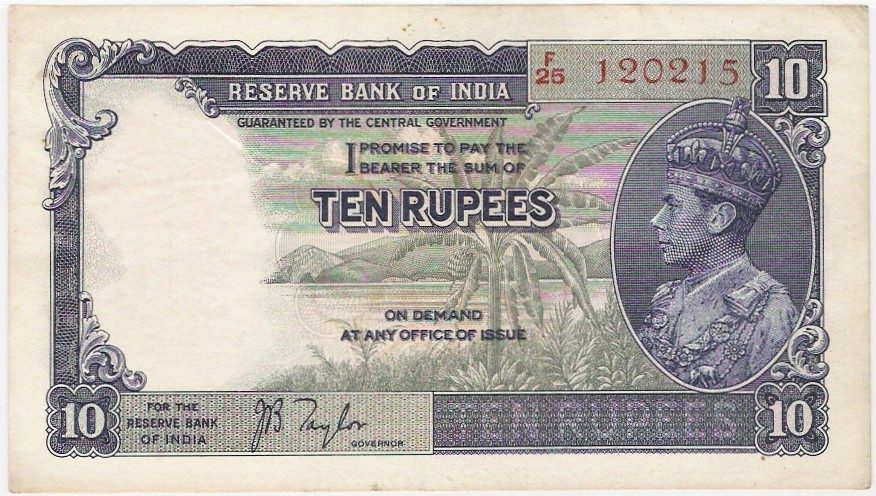 F/25 120215 10
RESERVE BANK OF INDIA
GUARANTEED BY THE CENTRAL GOVERNMENT
I PROMISE TO PAY THE
BEARER THE SUM OF
TEN RUPEES
ON DEMAND
AT ANY OFFICE OF ISSUE
10 FOR THE
RESERVE BANK
OF INDIA
JB Taylor
GOVERNOR
10